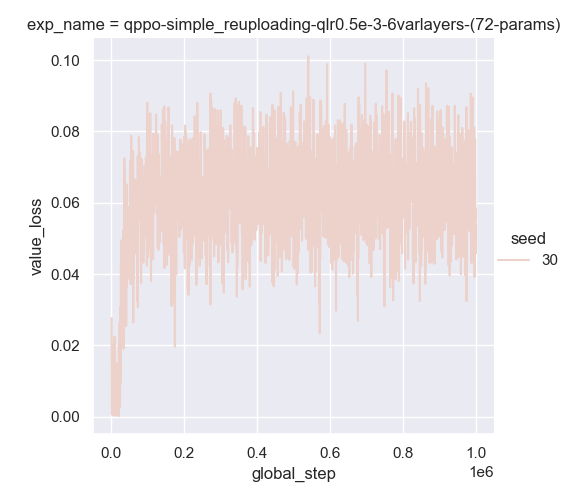 exp_name = qppo-simple_reuploading-qlr0.5e-3-6varlayers-(72-params)
0.10
0.08
0.06
0.04
0.02
0.00
value_loss
seed
30
0.0 0.2 0.4 0.6 0.8 1.0
1e6
global_step